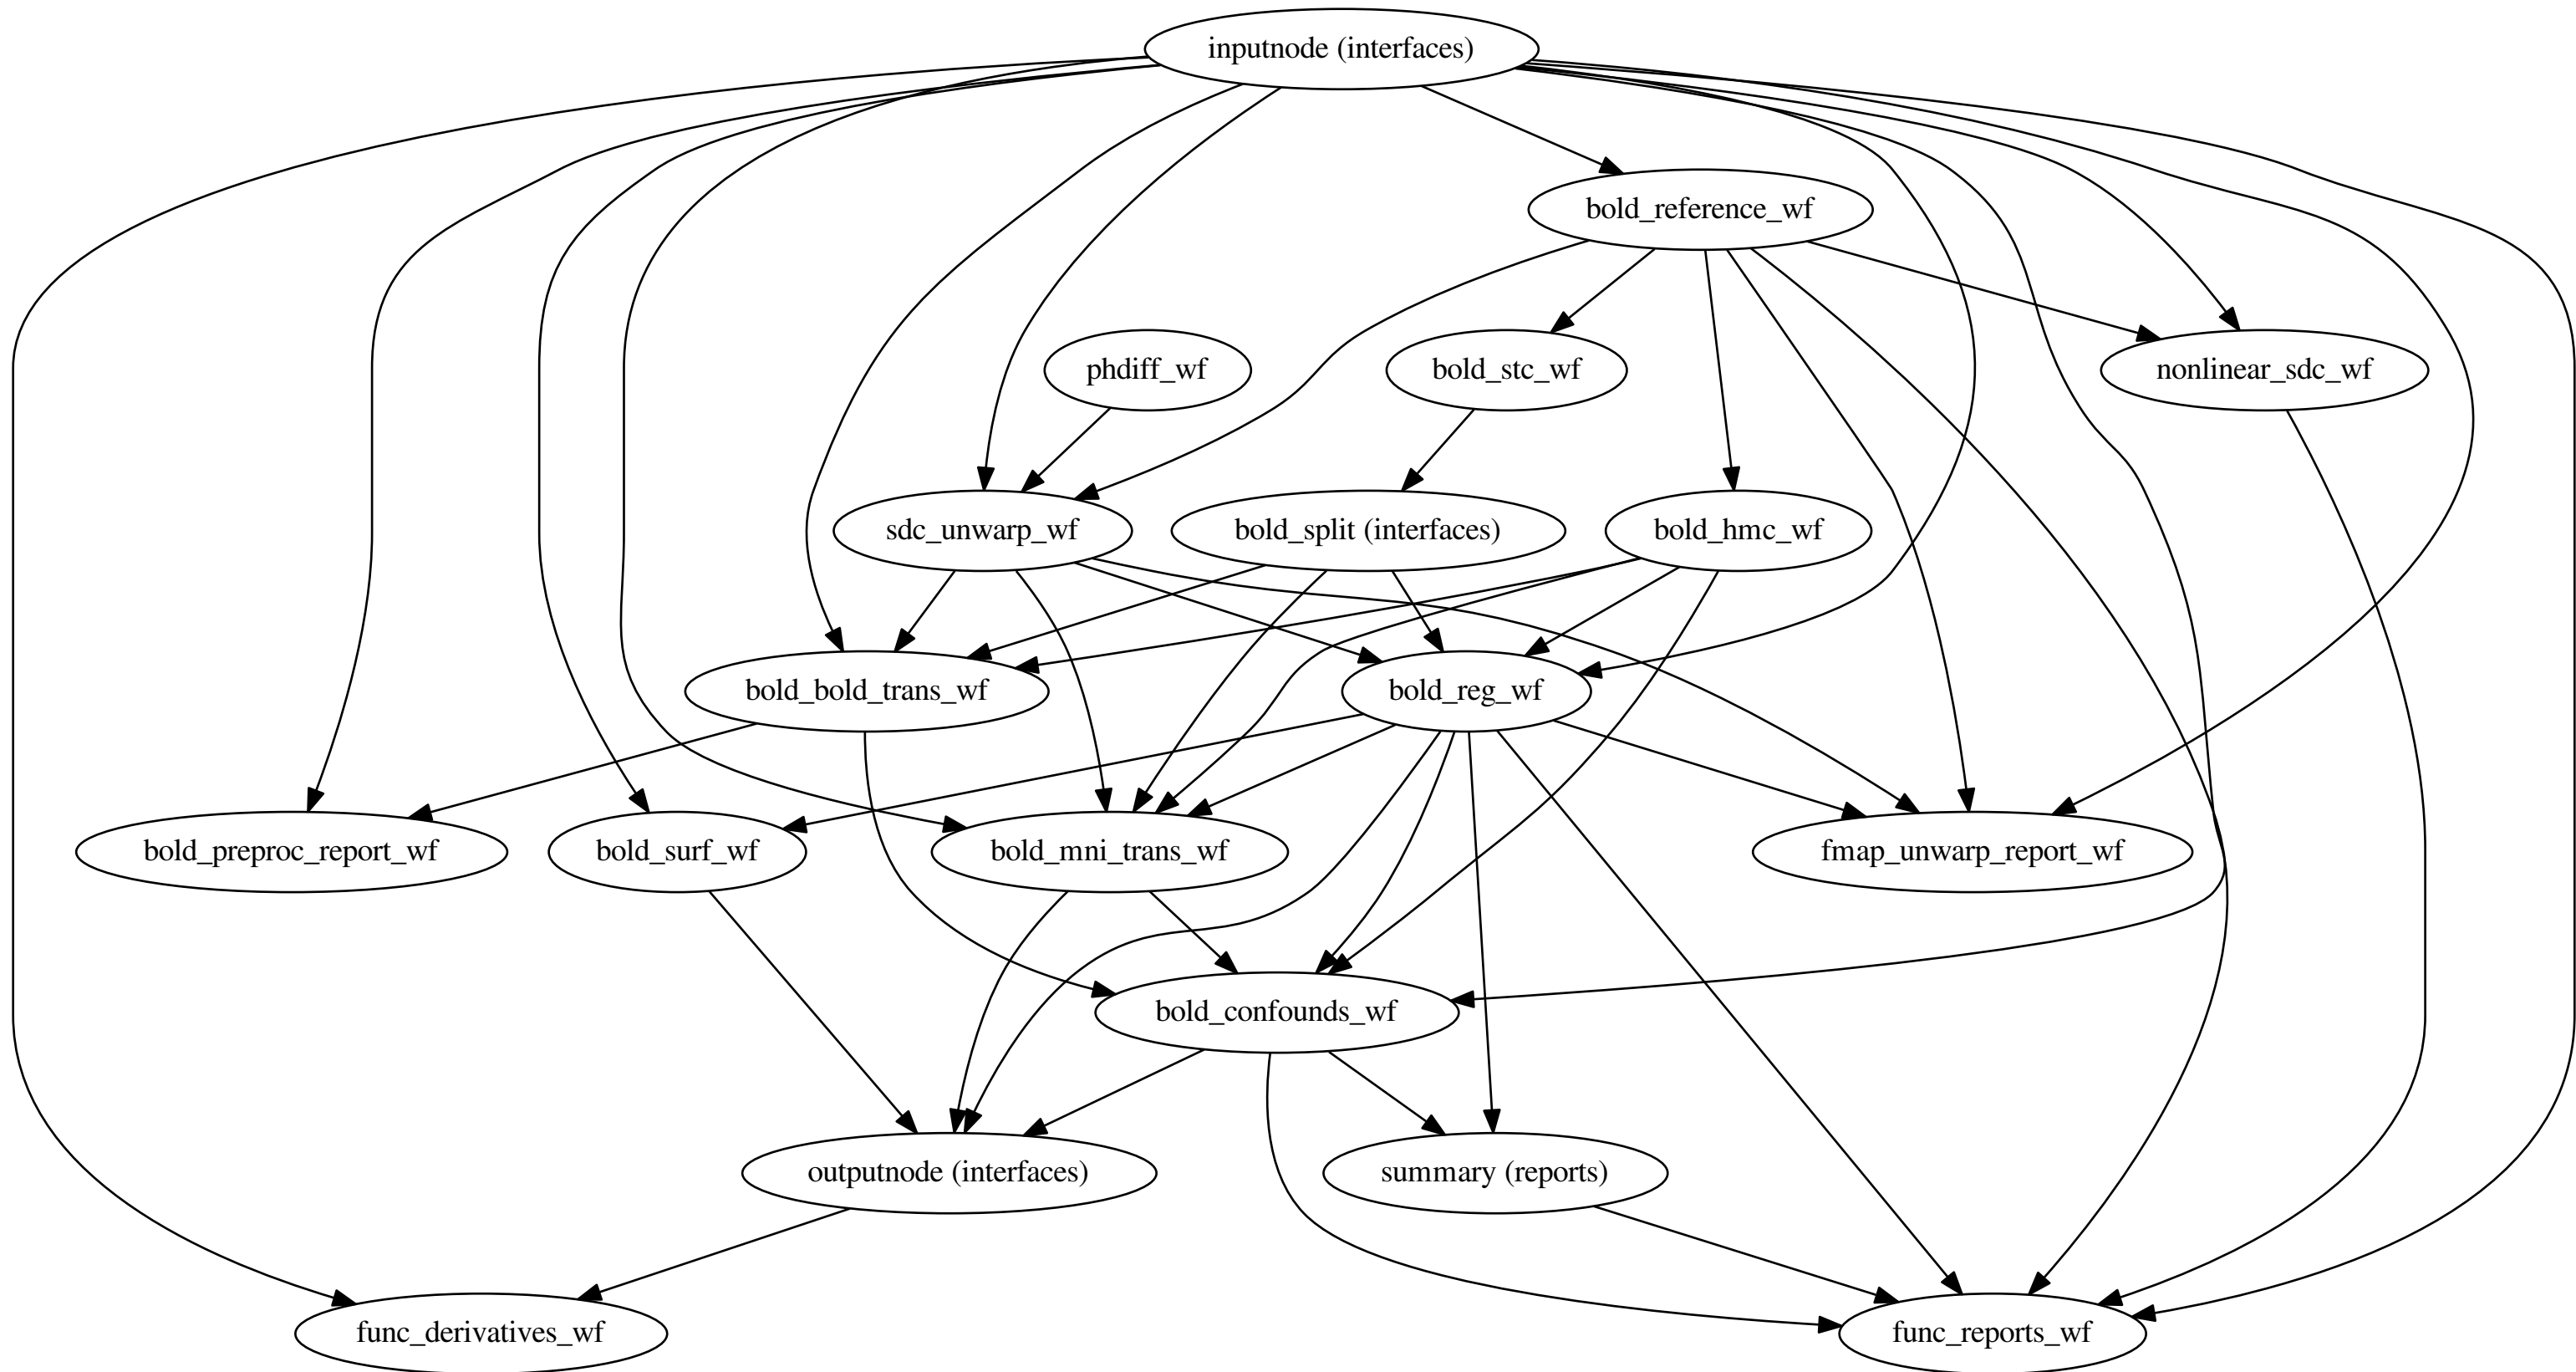 inputnode (interfaces)
bold_reference_wf
phdiff_wf
bold_stc_wf
nonlinear_sdc_wf
sdc_unwarp_wf
bold_split (interfaces)
bold_hmc_wf
bold_bold_trans_wf
bold_reg_wf
bold_preproc_report_wf
bold_surf_wf
bold_mni_trans_wf
fmap_unwarp_report_wf
bold_confounds_wf
outputnode (interfaces)
summary (reports)
func_derivatives_wf
func_reports_wf